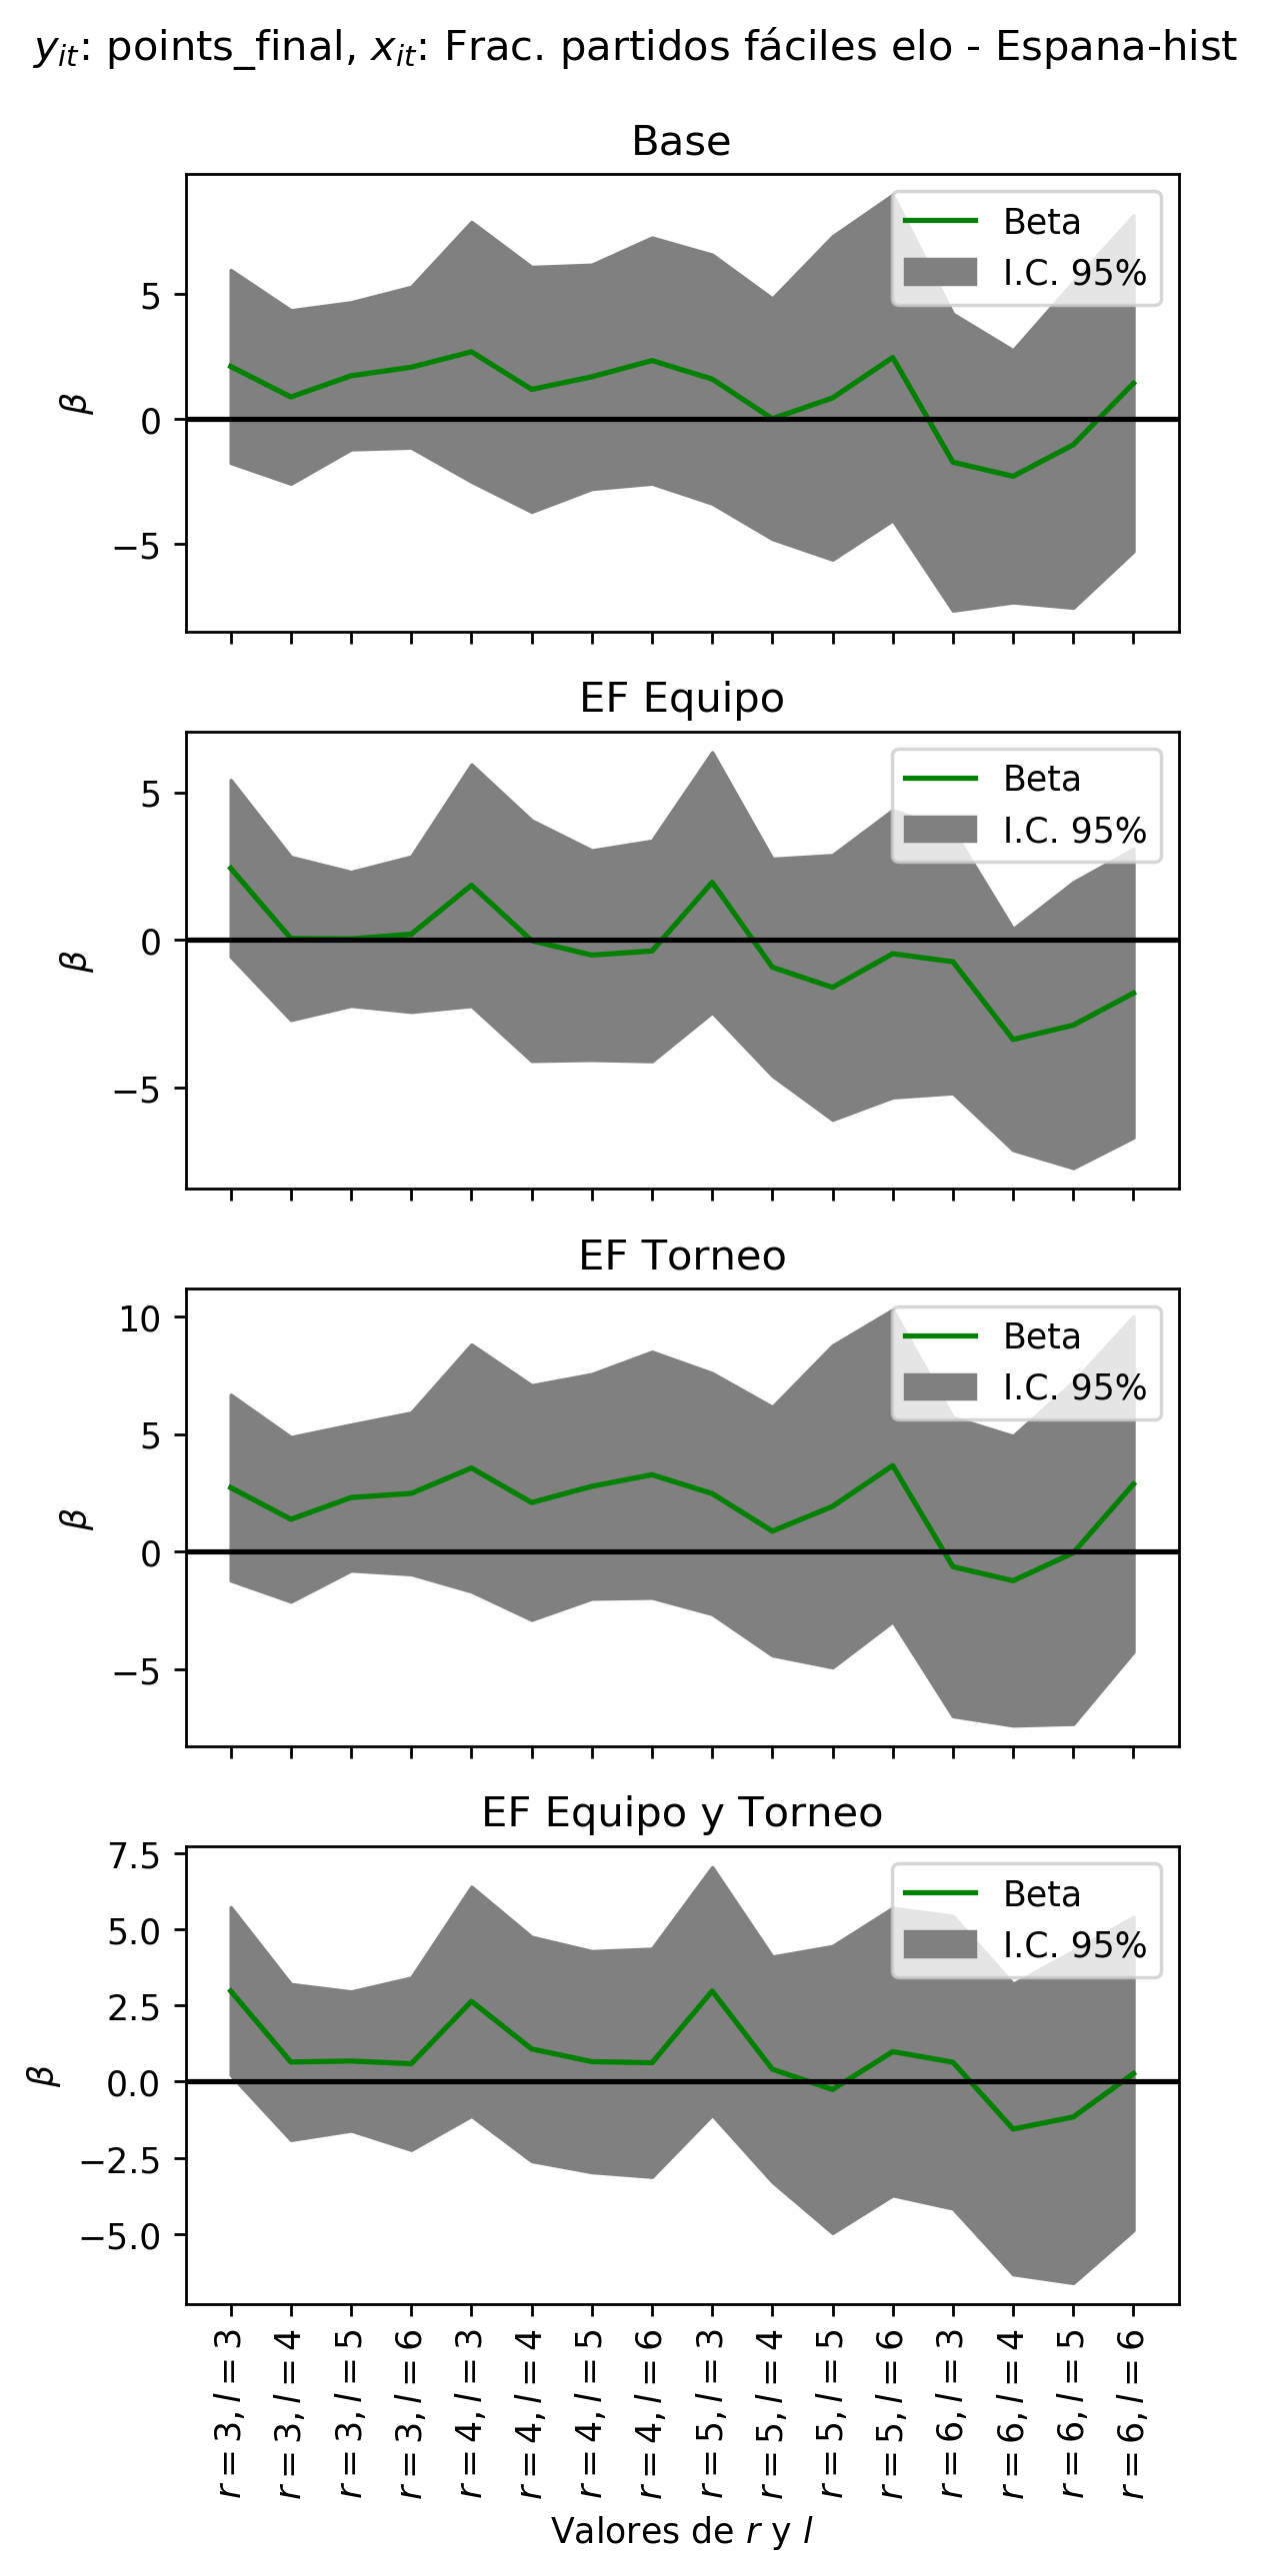 y_it: points_final, x_it: Frac. partidos fáciles elo - Espana-hist
Base
Beta
I.C. 95%
5
0
−5
β
EF Equipo
Beta
I.C. 95%
5
0
−5
β
EF Torneo
Beta
I.C. 95%
10
5
0
−5
β
EF Equipo y Torneo
Beta
I.C. 95%
7.5
5.0
2.5
0.0
−2.5
−5.0
β
r = 3, l = 3
r = 3, l = 4
r = 3, l = 5
r = 3, l = 6
r = 4, l = 3
r = 4, l = 4
r = 4, l = 5
r = 4, l = 6
r = 5, l = 3
r = 5, l = 4
r = 5, l = 5
r = 5, l = 6
r = 6, l = 3
r = 6, l = 4
r = 6, l = 5
r = 6, l = 6
Valores de r y l